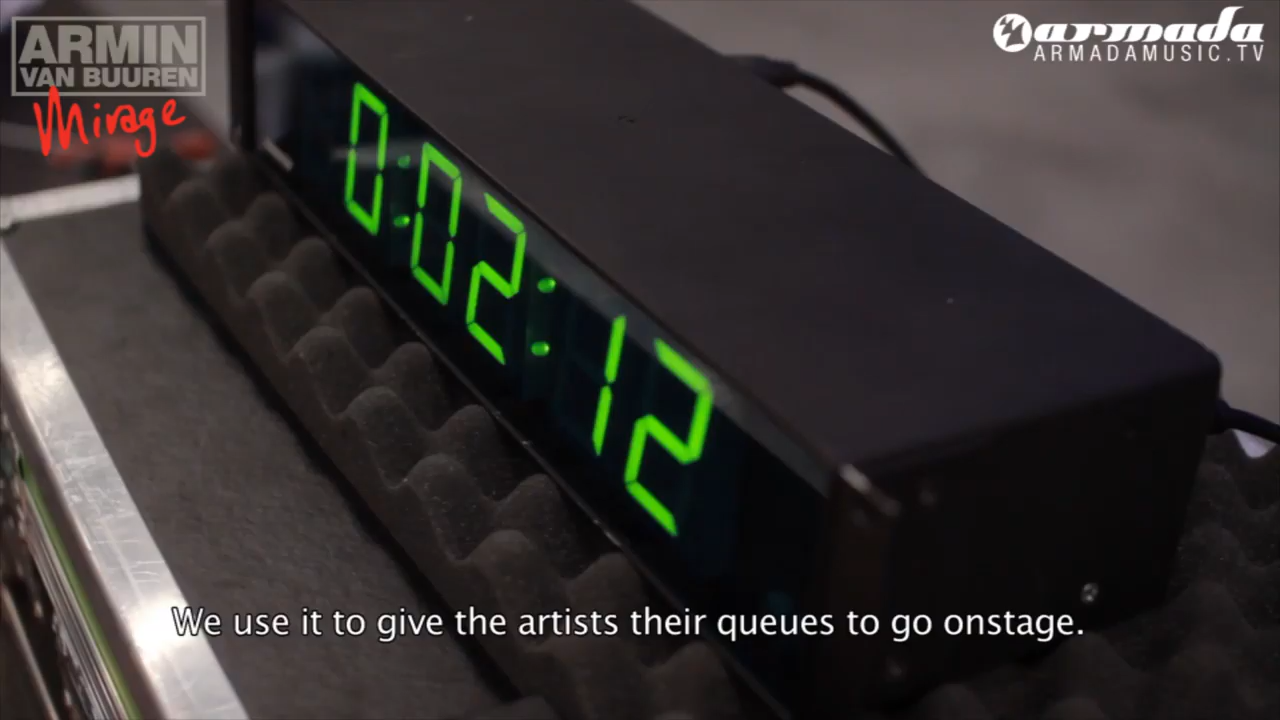 ARMIN
VAN BUUREN
Mirage
armada
ARMADAMUSIC.TV
0:02:12
We use it to give the artists their queues to go onstage.